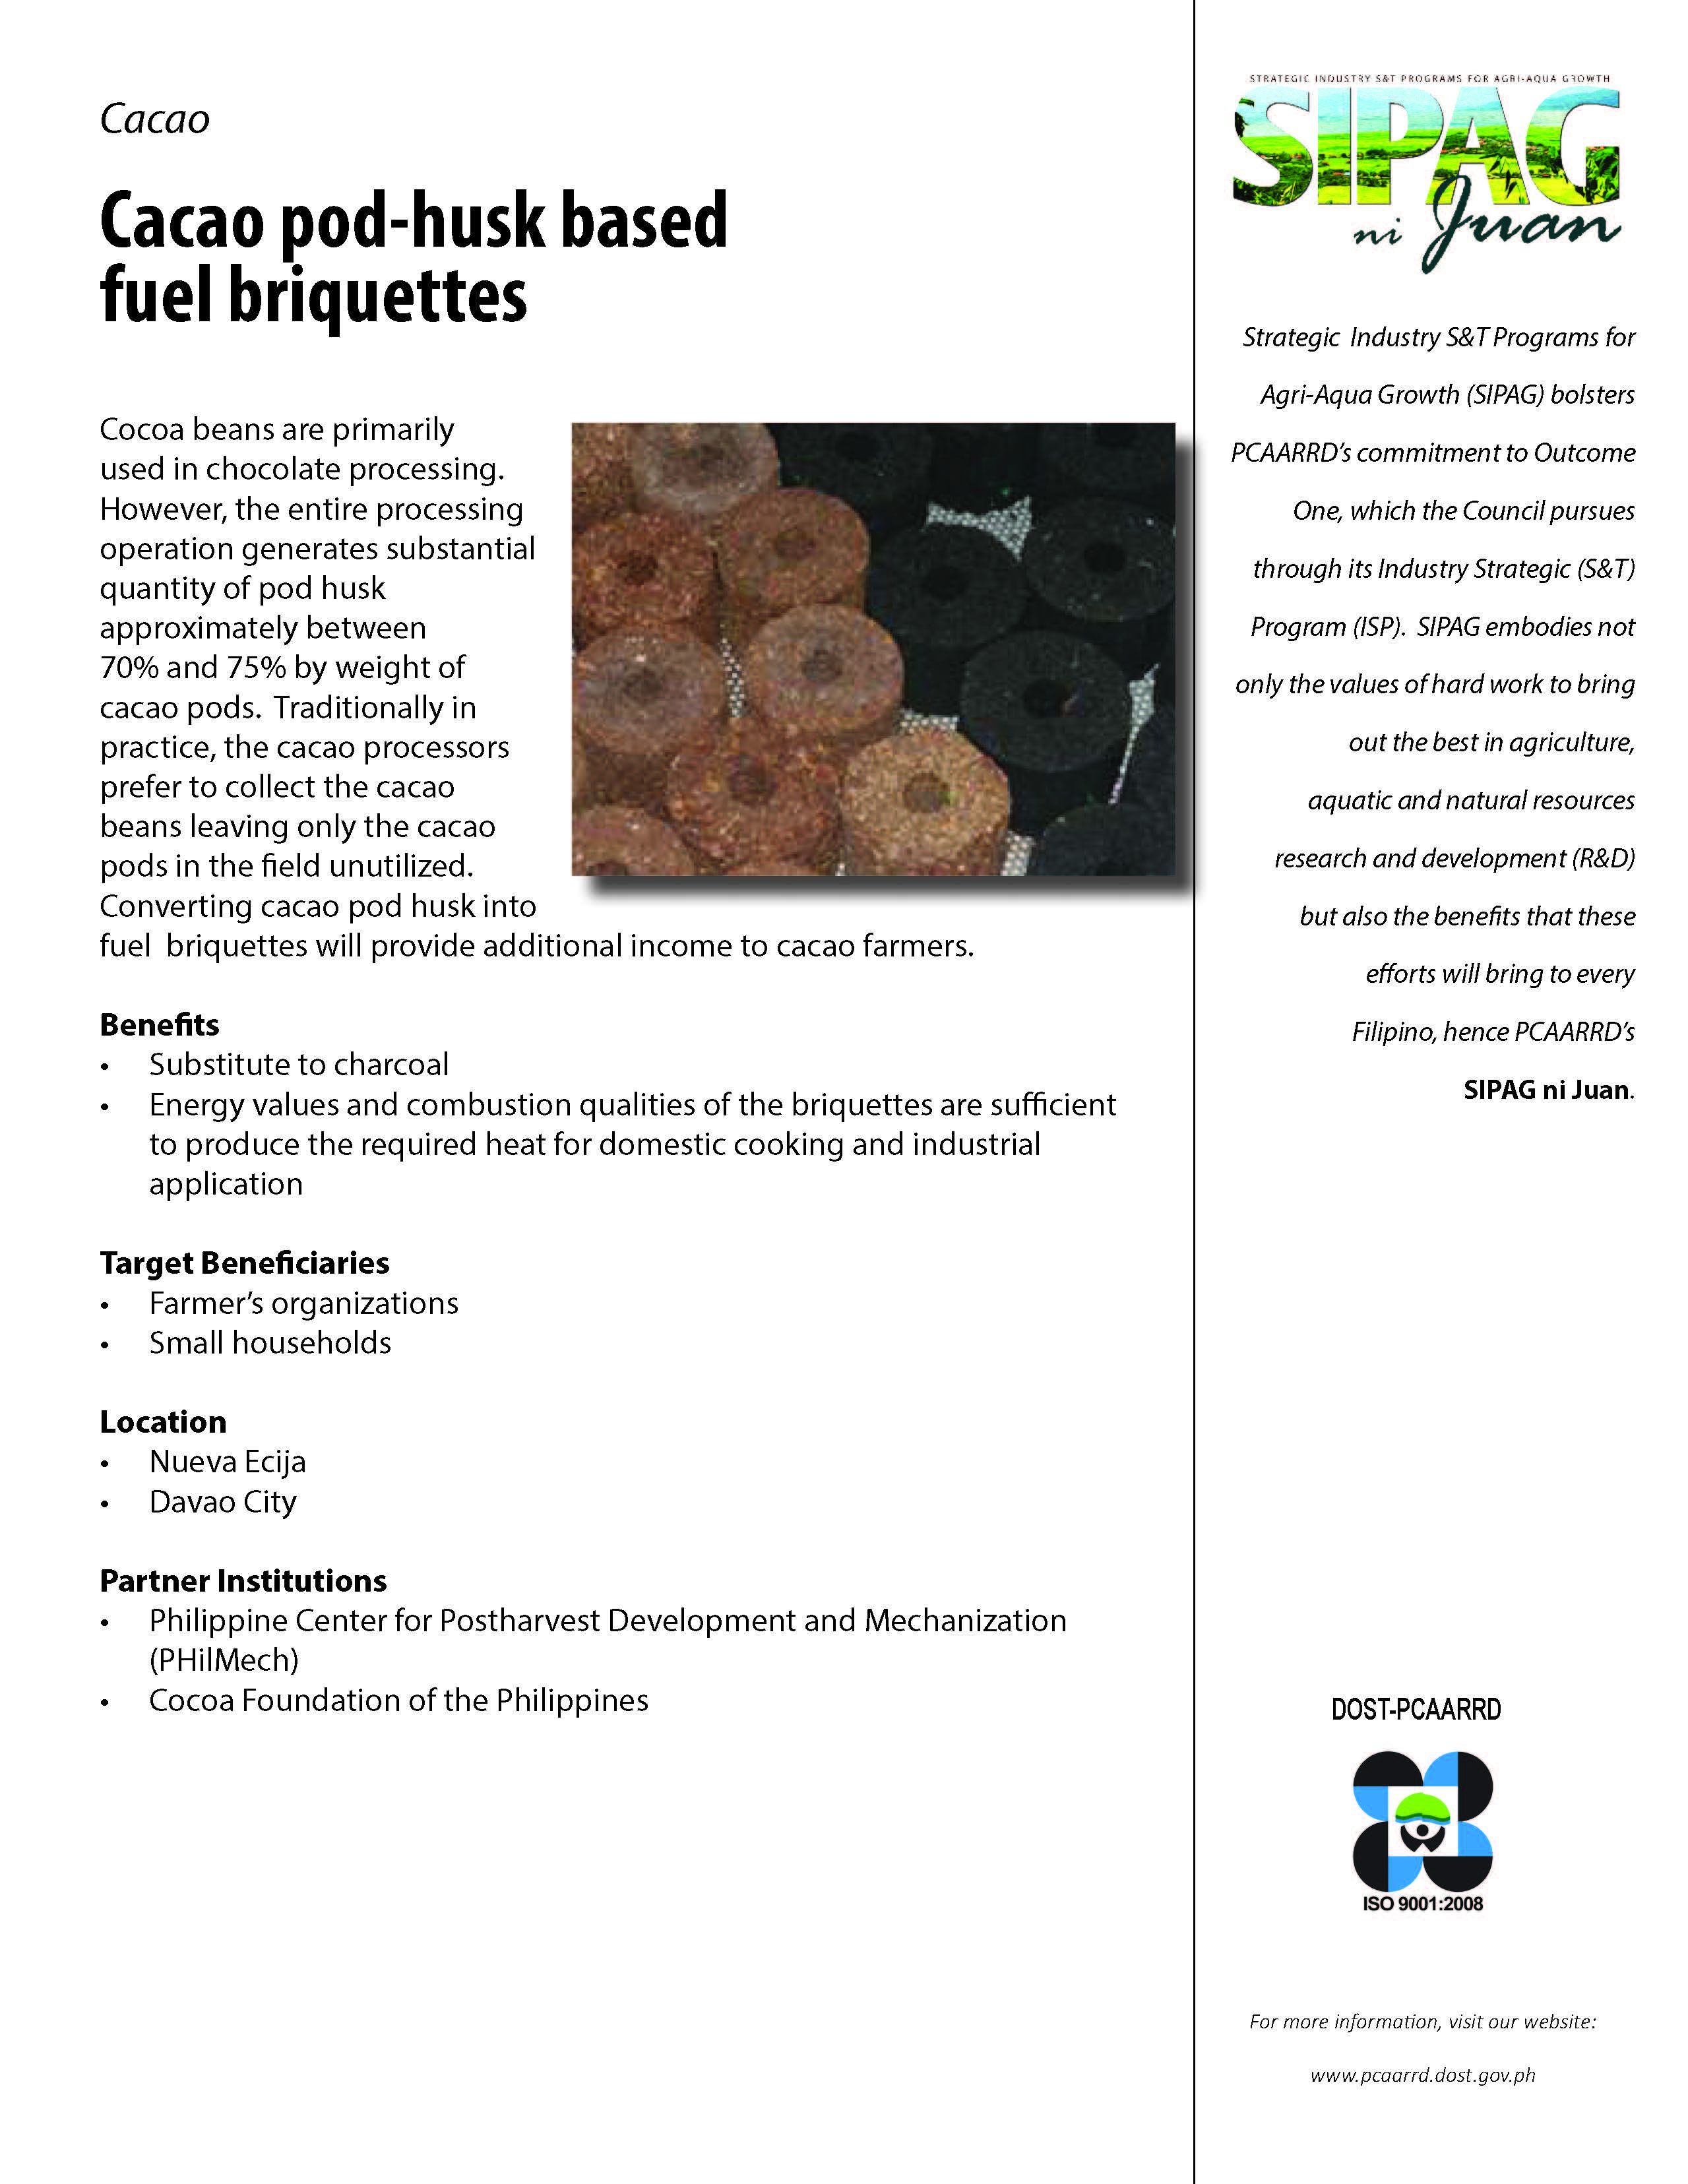 Cacao
Cacao pod-husk based
fuel briquettes
Cocoa beans are primarily
used in chocolate processing.
However, the entire processing
operation generates substantial
quantity of pod husk
approximately between
70% and 75% by weight of
cacao pods.  Traditionally in
practice, the cacao processors
prefer to collect the cacao
beans leaving only the cacao
pods in the field unutilized.
Converting cacao pod husk into
fuel  briquettes will provide additional income to cacao farmers.
Benefits
• Substitute to charcoal
• Energy values and combustion qualities of the briquettes are sufficient
to produce the required heat for domestic cooking and industrial
application
Target Beneficiaries
• Farmer’s organizations
• Small households
Location
• Nueva Ecija
• Davao City
Partner Institutions
• Philippine Center for Postharvest Development and Mechanization
(PHilMech)
• Cocoa Foundation of the Philippines
STRATEGIC INDUSTRY S&T PROGRAMS FOR AGRI-AQUA GROWTH
SIPAG
ni Juan
Strategic  Industry S&T Programs for
Agri-Aqua Growth (SIPAG) bolsters
PCAARRD’s commitment to Outcome
One, which the Council pursues
through its Industry Strategic (S&T)
Program (ISP).  SIPAG embodies not
only the values of hard work to bring
out the best in agriculture,
aquatic and natural resources
research and development (R&D)
but also the benefits that these
efforts will bring to every
Filipino, hence PCAARRD’s
SIPAG ni Juan.
DOST-PCAARRD
ISO 9001:2008
For more information, visit our website:
www.pcaarrd.dost.gov.ph